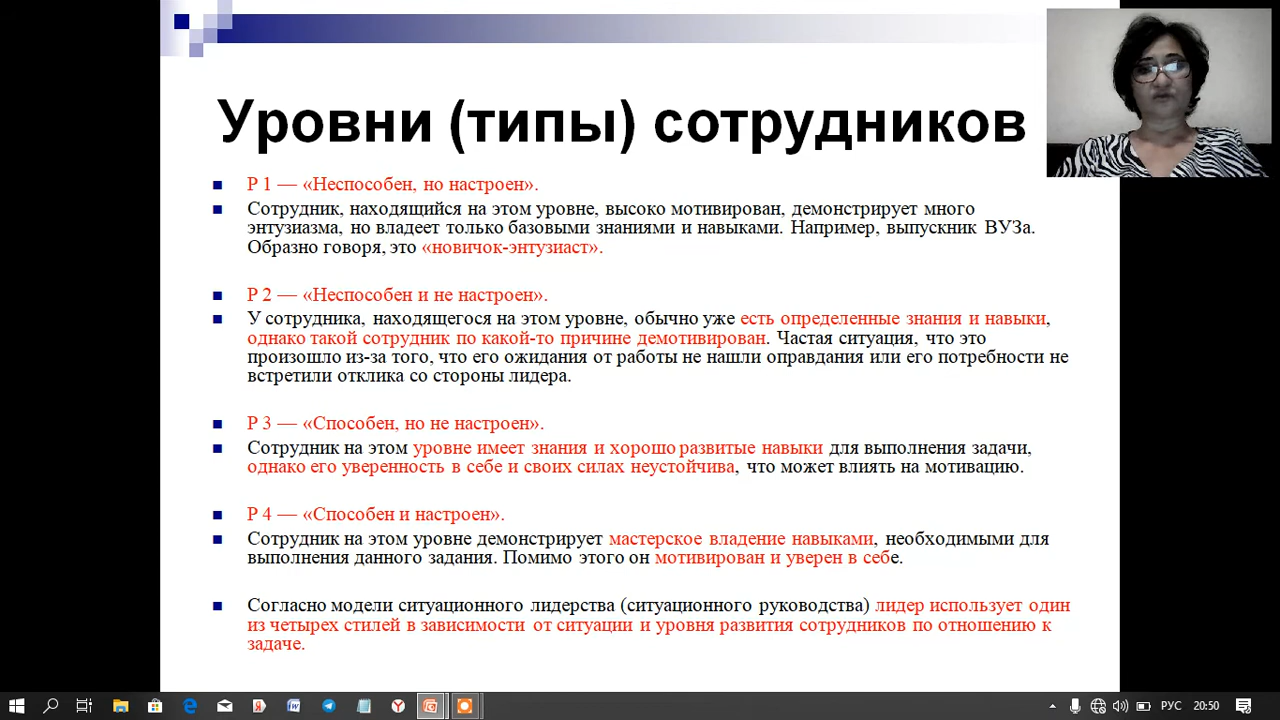 Уровни (типы) сотрудников
Р 1 — «Неспособен, но настроен».
Сотрудник, находящийся на этом уровне, высоко мотивирован, демонстрирует много
энтузиазма, но владеет только базовыми знаниями и навыками. Например, выпускник ВУЗа.
Образно говоря, это «новичок-энтузиаст».
Р 2 — «Неспособен и не настроен».
У сотрудника, находящегося на этом уровне, обычно уже есть определенные знания и навыки,
однако такой сотрудник по какой-то причине демотивирован. Частая ситуация, что это
произошло из-за того, что его ожидания от работы не нашли оправдания или его потребности не
встретили отклика со стороны лидера.
Р 3 — «Способен, но не настроен».
Сотрудник на этом уровне имеет знания и хорошо развитые навыки для выполнения задачи,
однако его уверенность в себе и своих силах неустойчива, что может влиять на мотивацию.
Р 4 — «Способен и настроен».
Сотрудник на этом уровне демонстрирует мастерское владение навыками, необходимыми для
выполнения данного задания. Помимо этого он мотивирован и уверен в себе.
Согласно модели ситуационного лидерства (ситуационного руководства) лидер использует один
из четырех стилей в зависимости от ситуации и уровня развития сотрудников по отношению к
задаче.
РУС 20:50